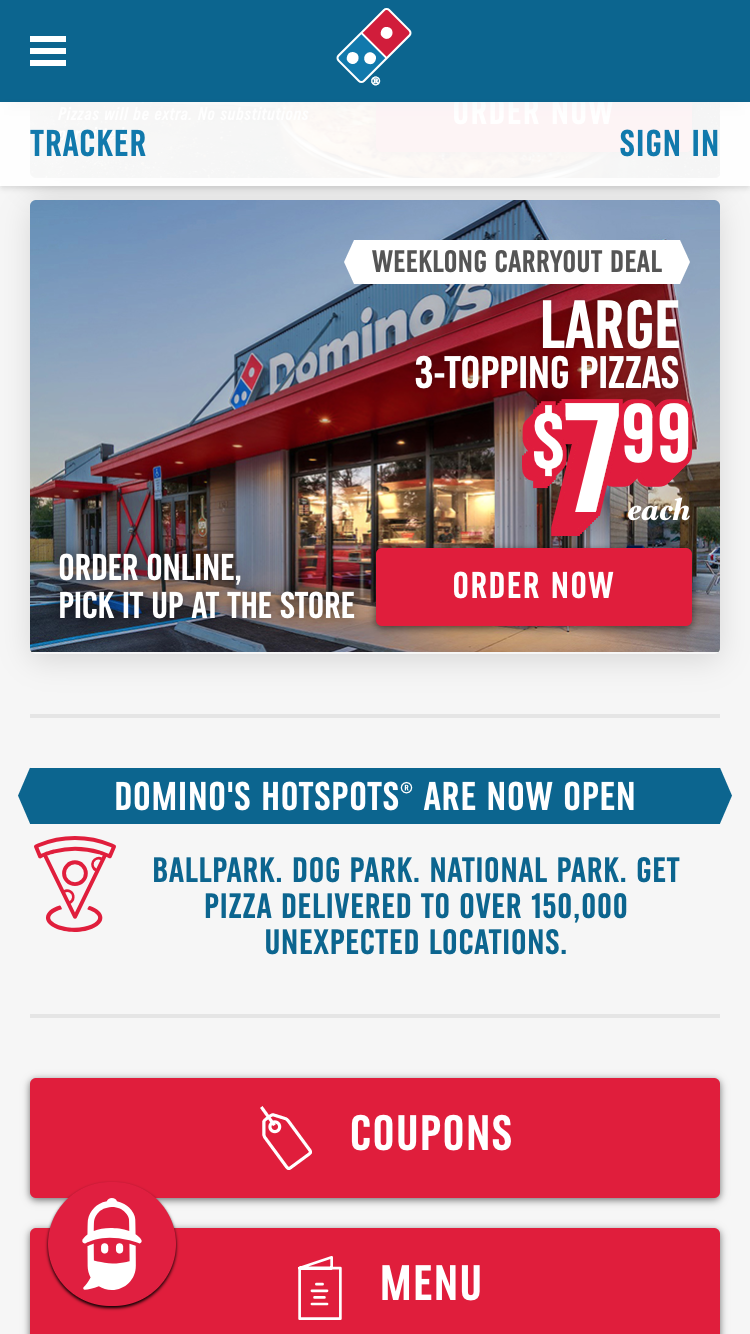 Pizzas will be extra. No substitutions
ORDER NOW
TRACKER
SIGN IN
WEEKLONG CARRYOUT DEAL
Domino's
LARGE
3-TOPPING PIZZAS
$7.99
each
ORDER ONLINE,
PICK IT UP AT THE STORE
ORDER NOW
DOMINO'S HOTSPOTS® ARE NOW OPEN
BALLPARK. DOG PARK. NATIONAL PARK. GET
PIZZA DELIVERED TO OVER 150,000
UNEXPECTED LOCATIONS.
COUPONS
MENU